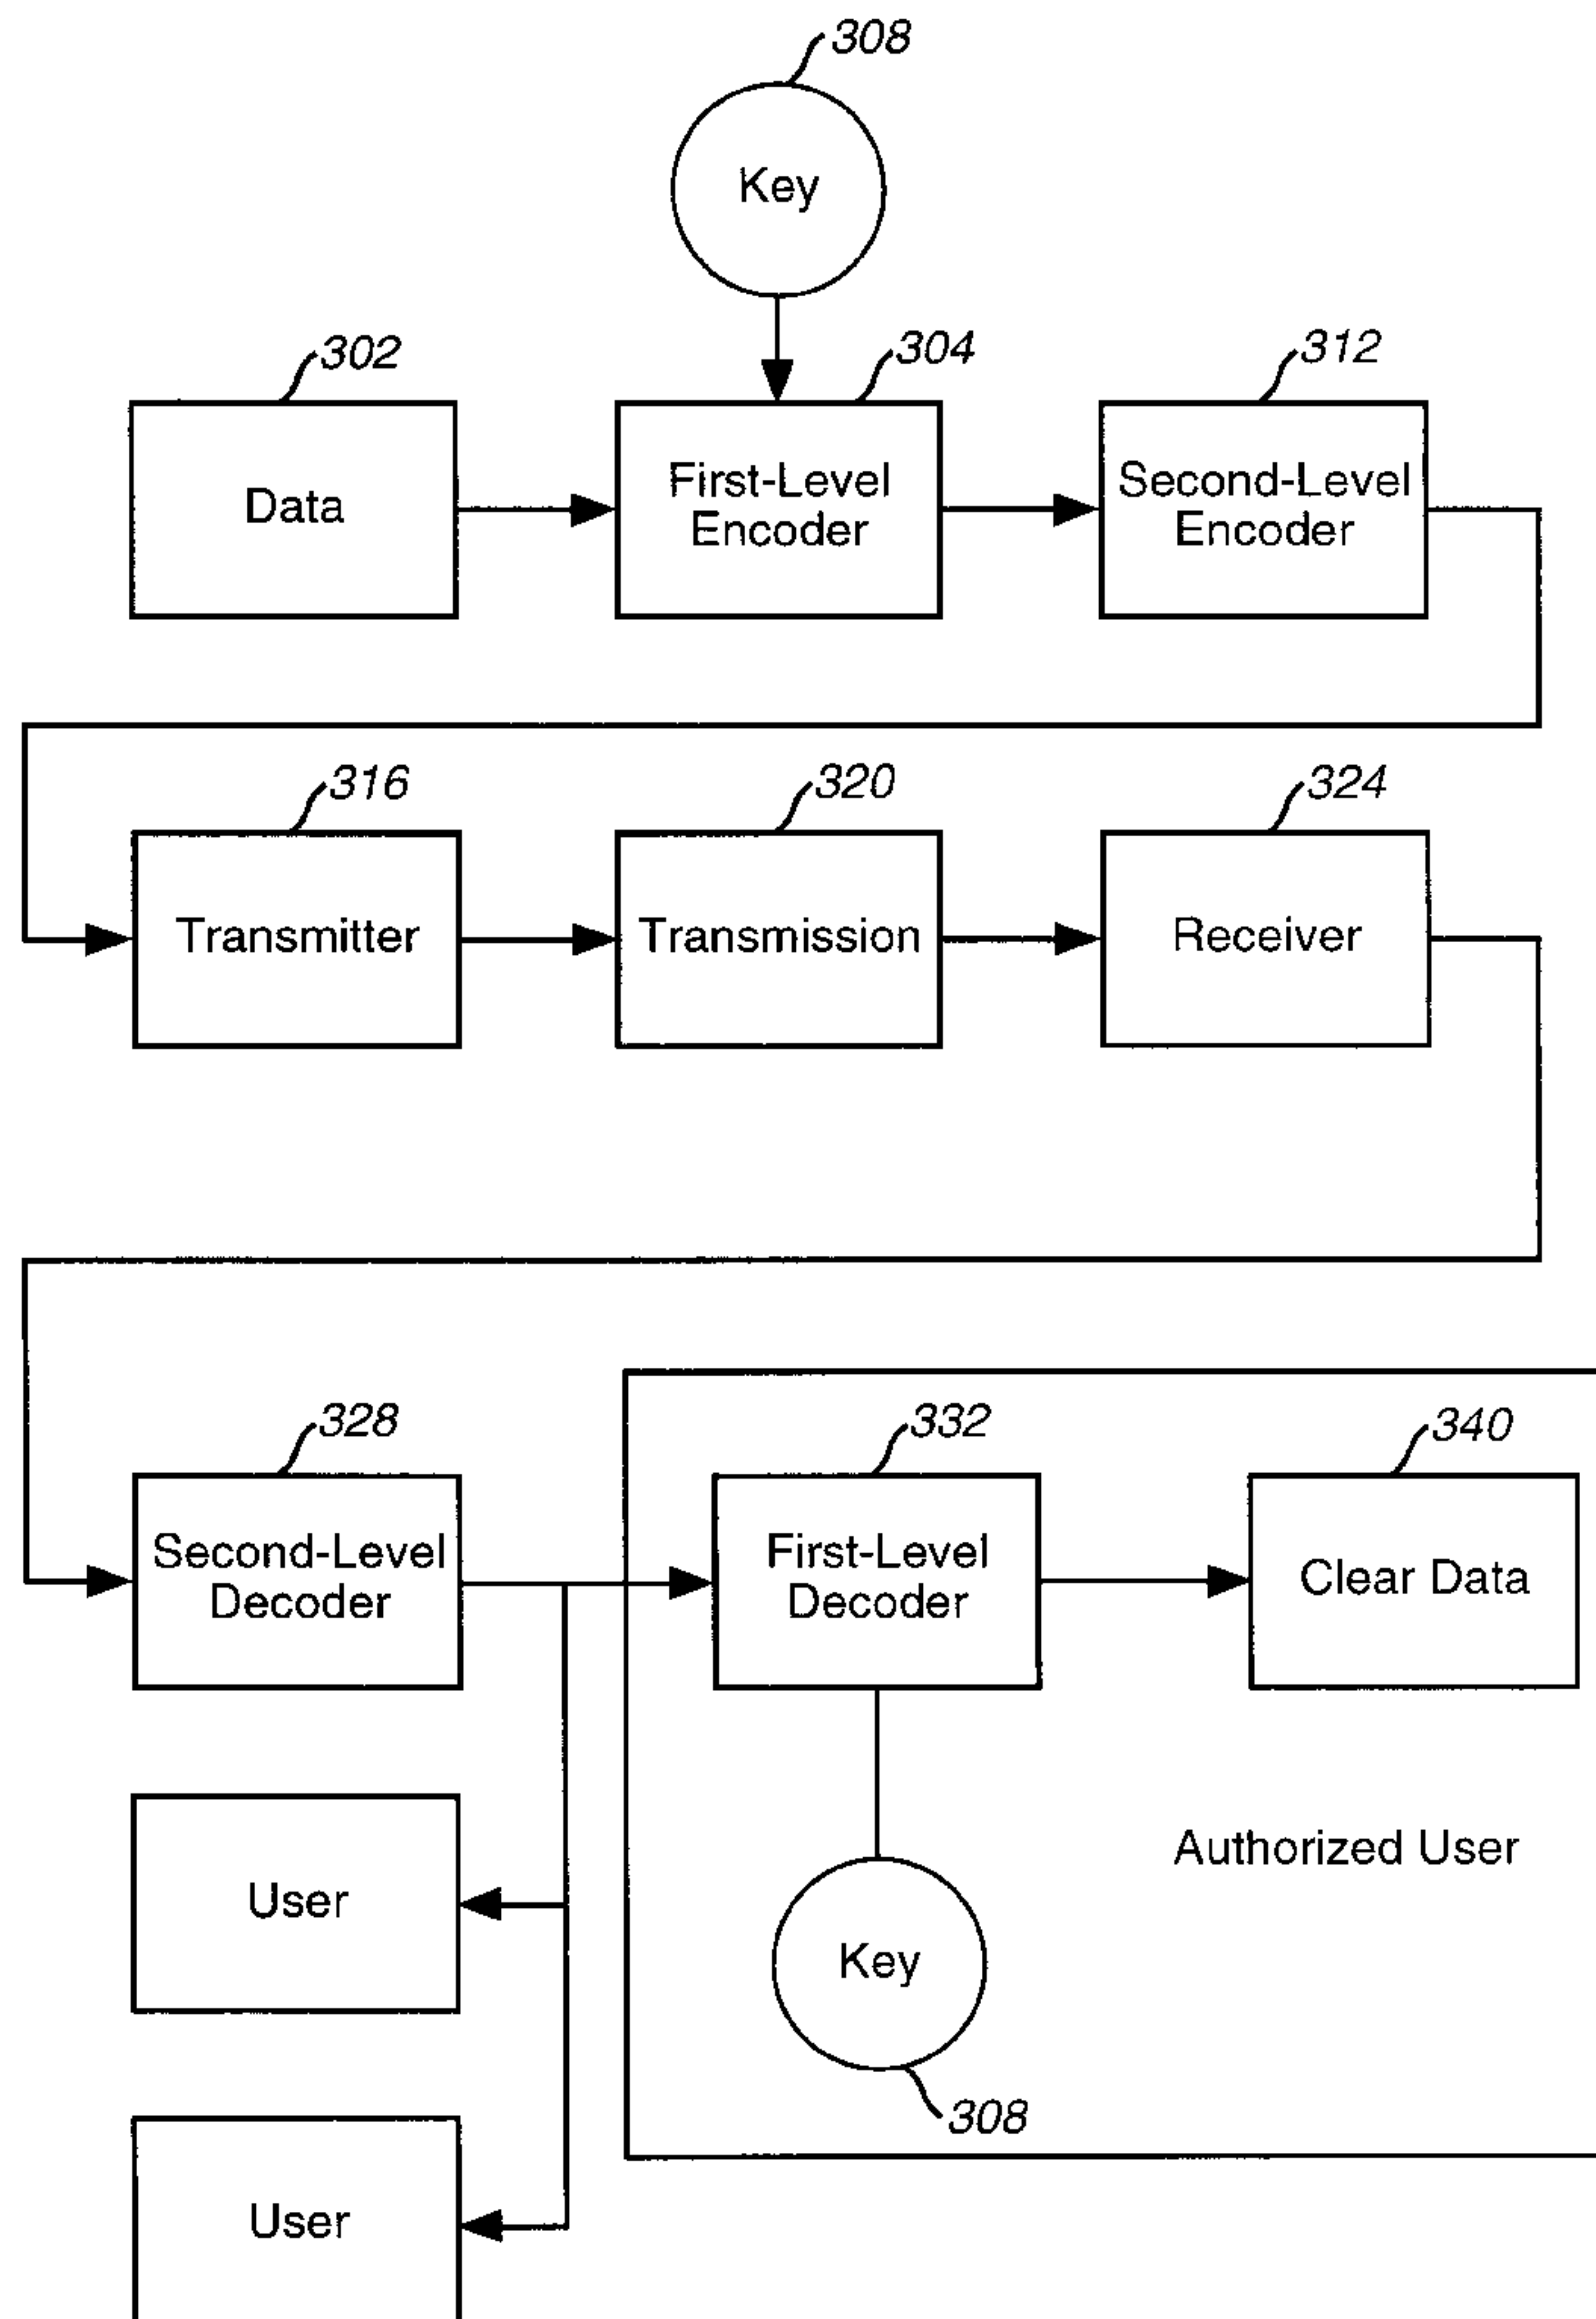 308
Key
302
304
312
Data
First-Level
Encoder
Second-Level
Encoder
316
320
324
Transmitter
Transmission
Receiver
328
332
340
Second-Level
Decoder
First-Level
Decoder
Clear Data
User
Authorized User
Key
308
User